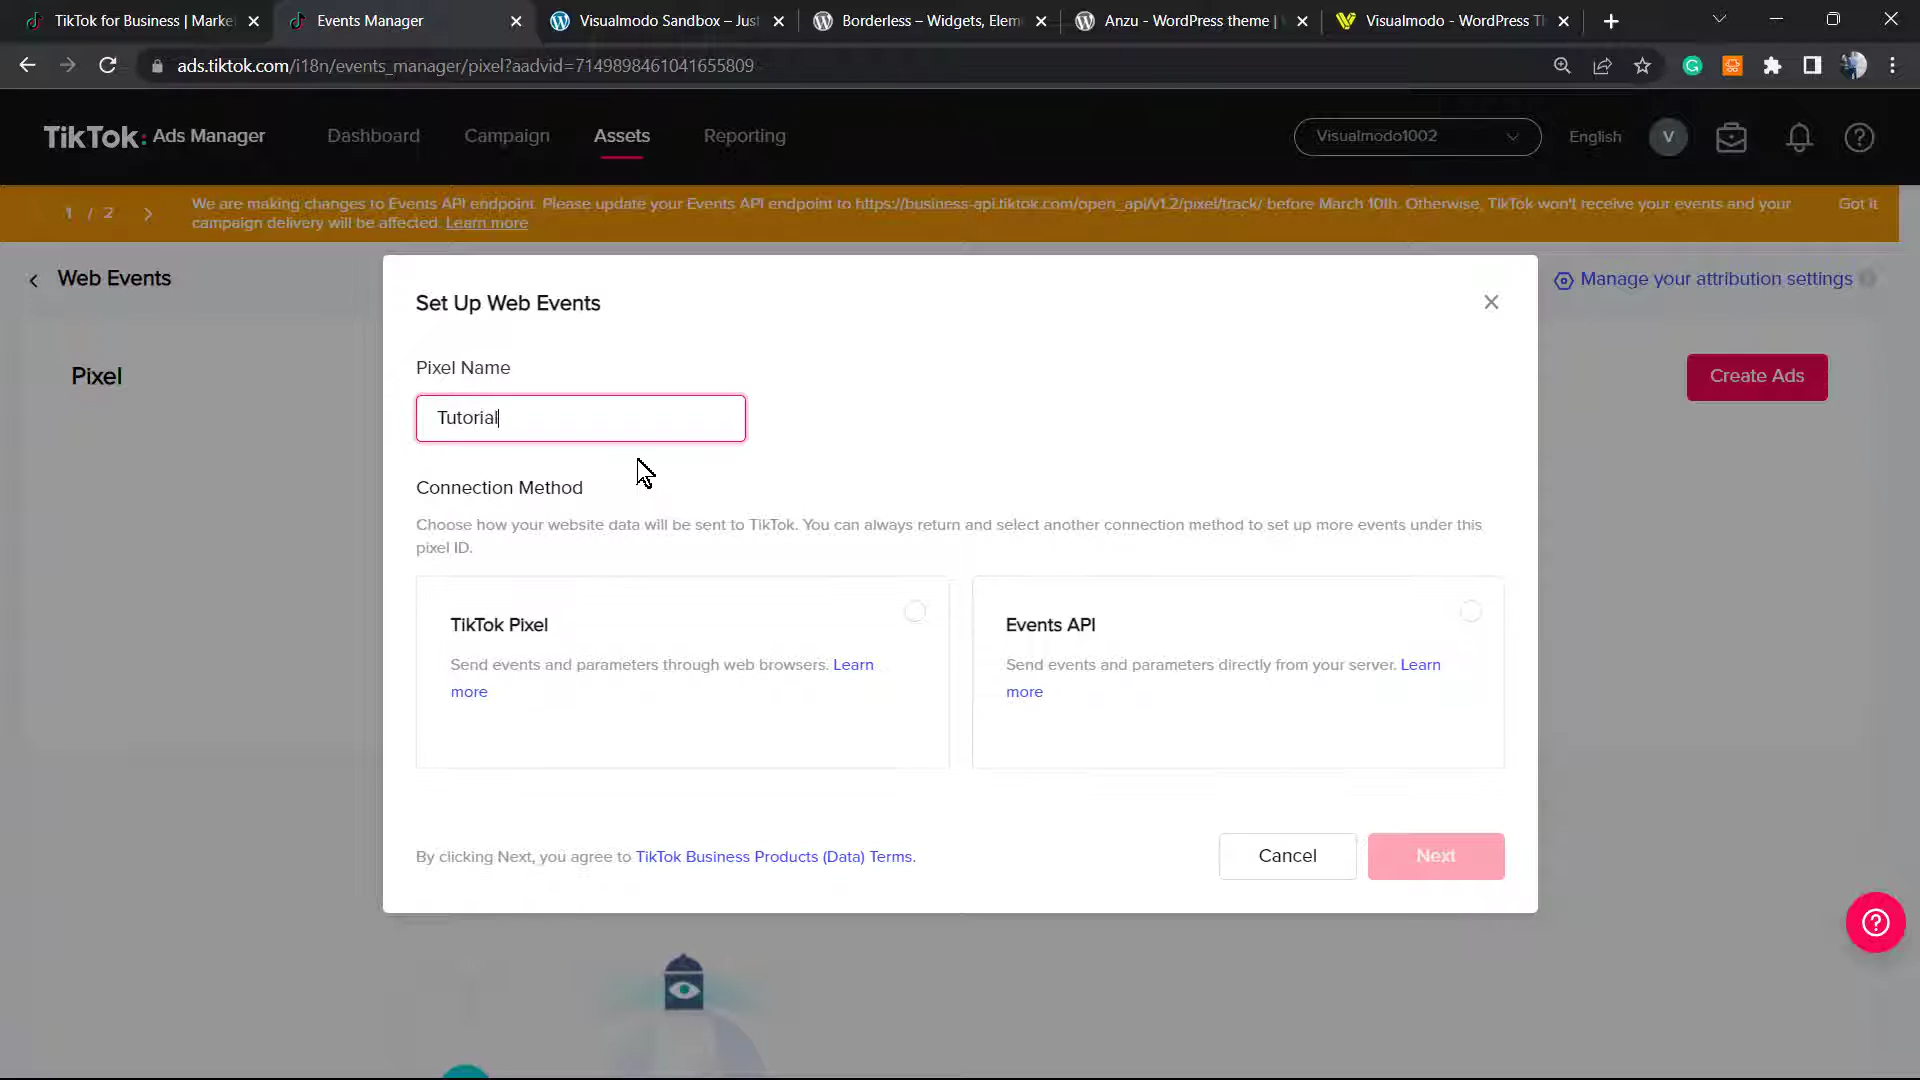 TikTok for Business | Marke
Events Manager
Visualmodo Sandbox – Jus
Borderless – Widgets, Elem
Anzu - WordPress theme |
Visualmodo - WordPress Th
ads.tiktok.com/i18n/events_manager/pixel?aadvid=7149898461041655809
TikTok: Ads Manager
Dashboard
Campaign
Assets
Reporting
Visualmodo1002
English
V
1 / 2
We are making changes to Events API endpoint. Please update your Events API endpoint to https://business-api.tiktok.com/open_api/v1.2/pixel/track/ before March 10th. Otherwise, TikTok won't receive your events and your
campaign delivery will be affected. Learn more
Got it
Web Events
Manage your attribution settings
Pixel
Create Ads
Set Up Web Events
Pixel Name
Tutorial
Connection Method
Choose how your website data will be sent to TikTok. You can always return and select another connection method to set up more events under this
pixel ID.
TikTok Pixel
Send events and parameters through web browsers. Learn
more
Events API
Send events and parameters directly from your server. Learn
more
By clicking Next, you agree to TikTok Business Products (Data) Terms.
Cancel
Next